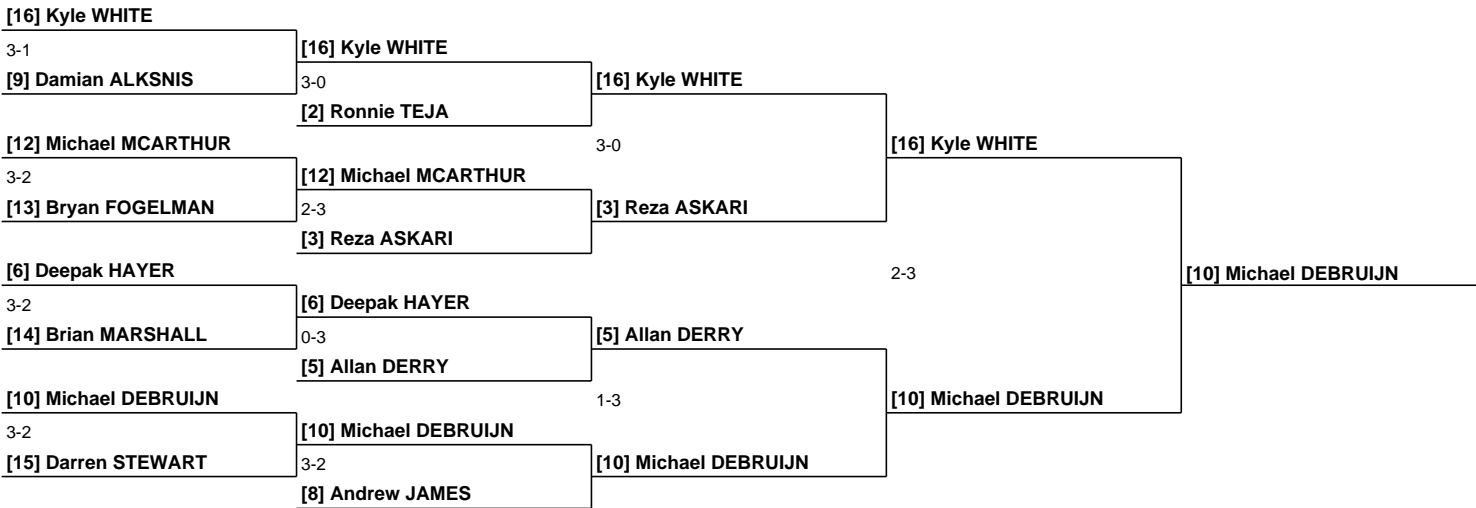 [16] Kyle WHITE
3-1
[16] Kyle WHITE
[9] Damian ALKSNIS
3-0
[16] Kyle WHITE
[2] Ronnie TEJA
[12] Michael MCARTHUR
3-0
[16] Kyle WHITE
3-2
[12] Michael MCARTHUR
[13] Bryan FOGELMAN
2-3
[3] Reza ASKARI
[3] Reza ASKARI
[6] Deepak HAYER
2-3
[10] Michael DEBRUIJN
3-2
[6] Deepak HAYER
[14] Brian MARSHALL
0-3
[5] Allan DERRY
[5] Allan DERRY
[10] Michael DEBRUIJN
1-3
[10] Michael DEBRUIJN
3-2
[10] Michael DEBRUIJN
[15] Darren STEWART
3-2
[10] Michael DEBRUIJN
[8] Andrew JAMES